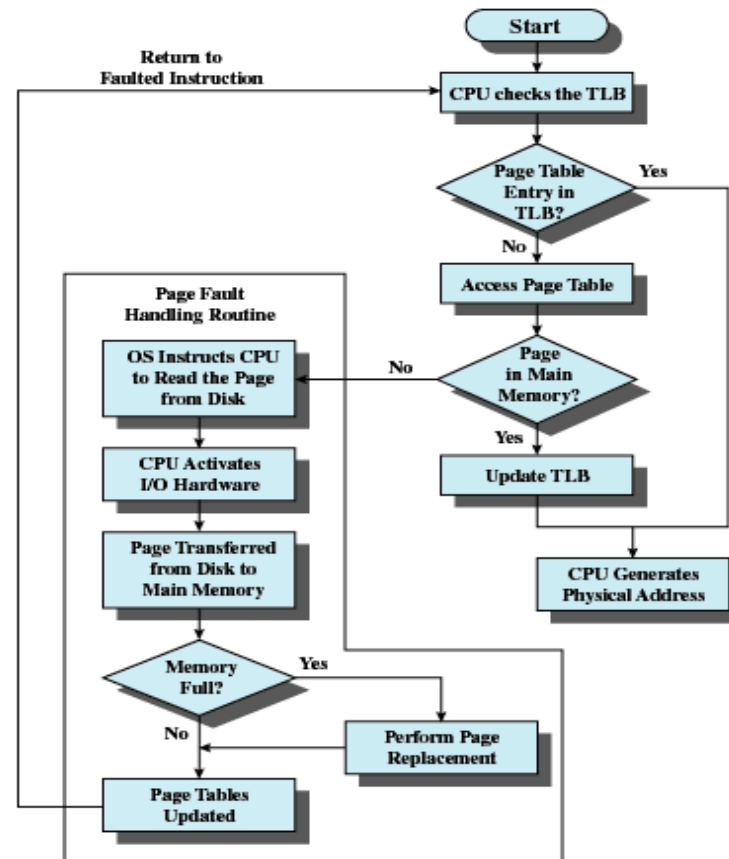 Start
Return to
Faulted Instruction
CPU checks the TLB
Page Table
Entry in
TLB?
Yes
No
Access Page Table
Page Fault
Handling Routine
OS Instructs CPU
to Read the Page
from Disk
No
Page
in Main
Memory?
Yes
CPU Activates
I/O Hardware
Update TLB
Page Transferred
from Disk to
Main Memory
CPU Generates
Physical Address
Memory
Full?
Yes
No
Perform Page
Replacement
Page Tables
Updated